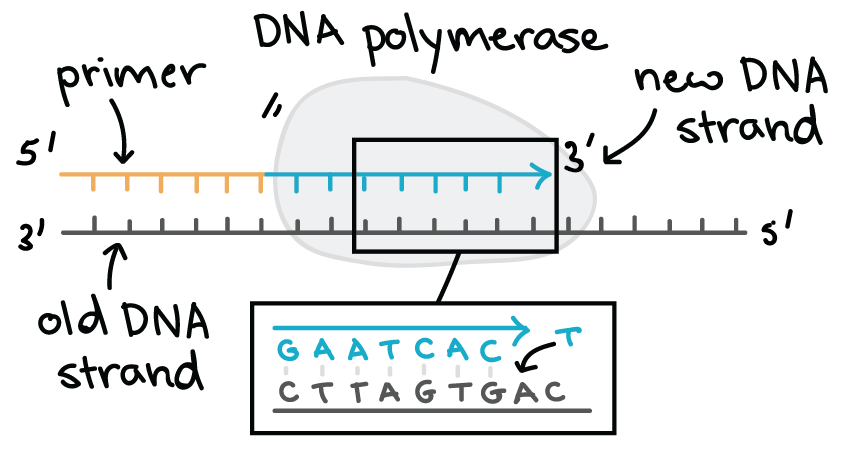 DNA polymerase
primer
new DNA
strand
5'
3'
3'
5'
old DNA
strand
G A A T C A C T
C T T A G T G A C